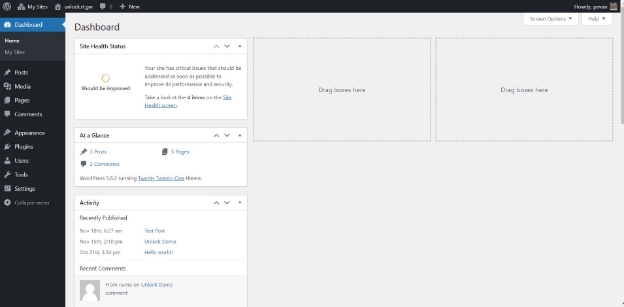 My Sites unlock.rtgw 0 + New Howdy, pavas
Screen Options ▼ Help ▼
Dashboard
Home
My Sites
Posts
Media
Pages
Comments
Appearance
Plugins
Users
Tools
Settings
Collapse menu
Dashboard
Site Health Status
Should be improved
Your site has critical issues that should be
addressed as soon as possible to
improve its performance and security.
Take a look at the 4 items on the Site
Health screen.
At a Glance
3 Posts
5 Pages
2 Comments
WordPress 5.8.2 running Twenty Twenty-One theme.
Activity
Recently Published
Nov 18th, 6:27 am Test Post
Nov 15th, 2:10 pm Unlock Demo
Oct 21st, 3:34 pm Hello world!
Recent Comments
From name on Unlock Demo
comment
Drag boxes here
Drag boxes here